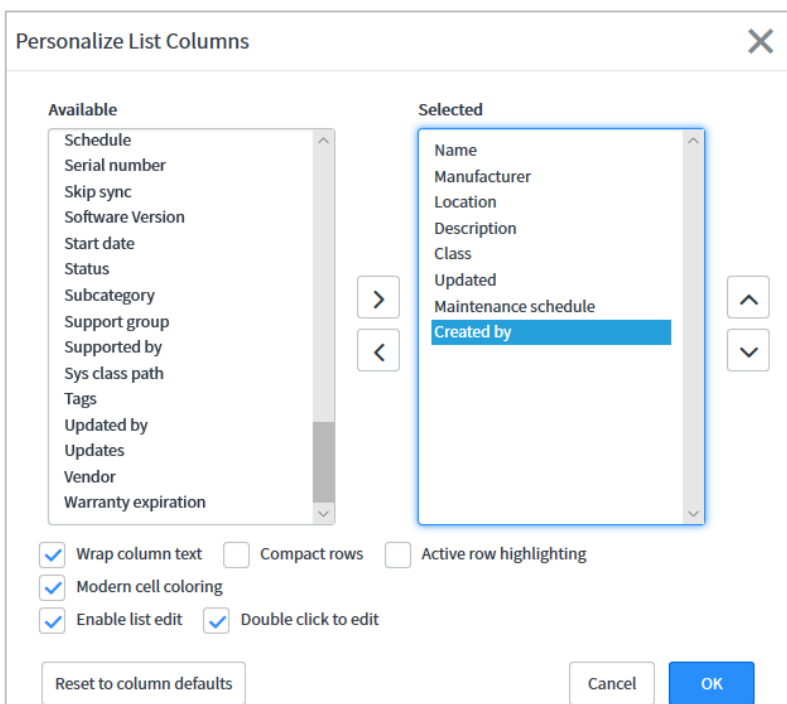 Personalize List Columns
Available
Schedule
Serial number
Skip sync
Software Version
Start date
Status
Subcategory
Support group
Supported by
Sys class path
Tags
Updated by
Updates
Vendor
Warranty expiration
Selected
Name
Manufacturer
Location
Description
Class
Updated
Maintenance schedule
Created by
Wrap column text Compact rows Active row highlighting
Modern cell coloring
Enable list edit Double click to edit
Reset to column defaults Cancel OK